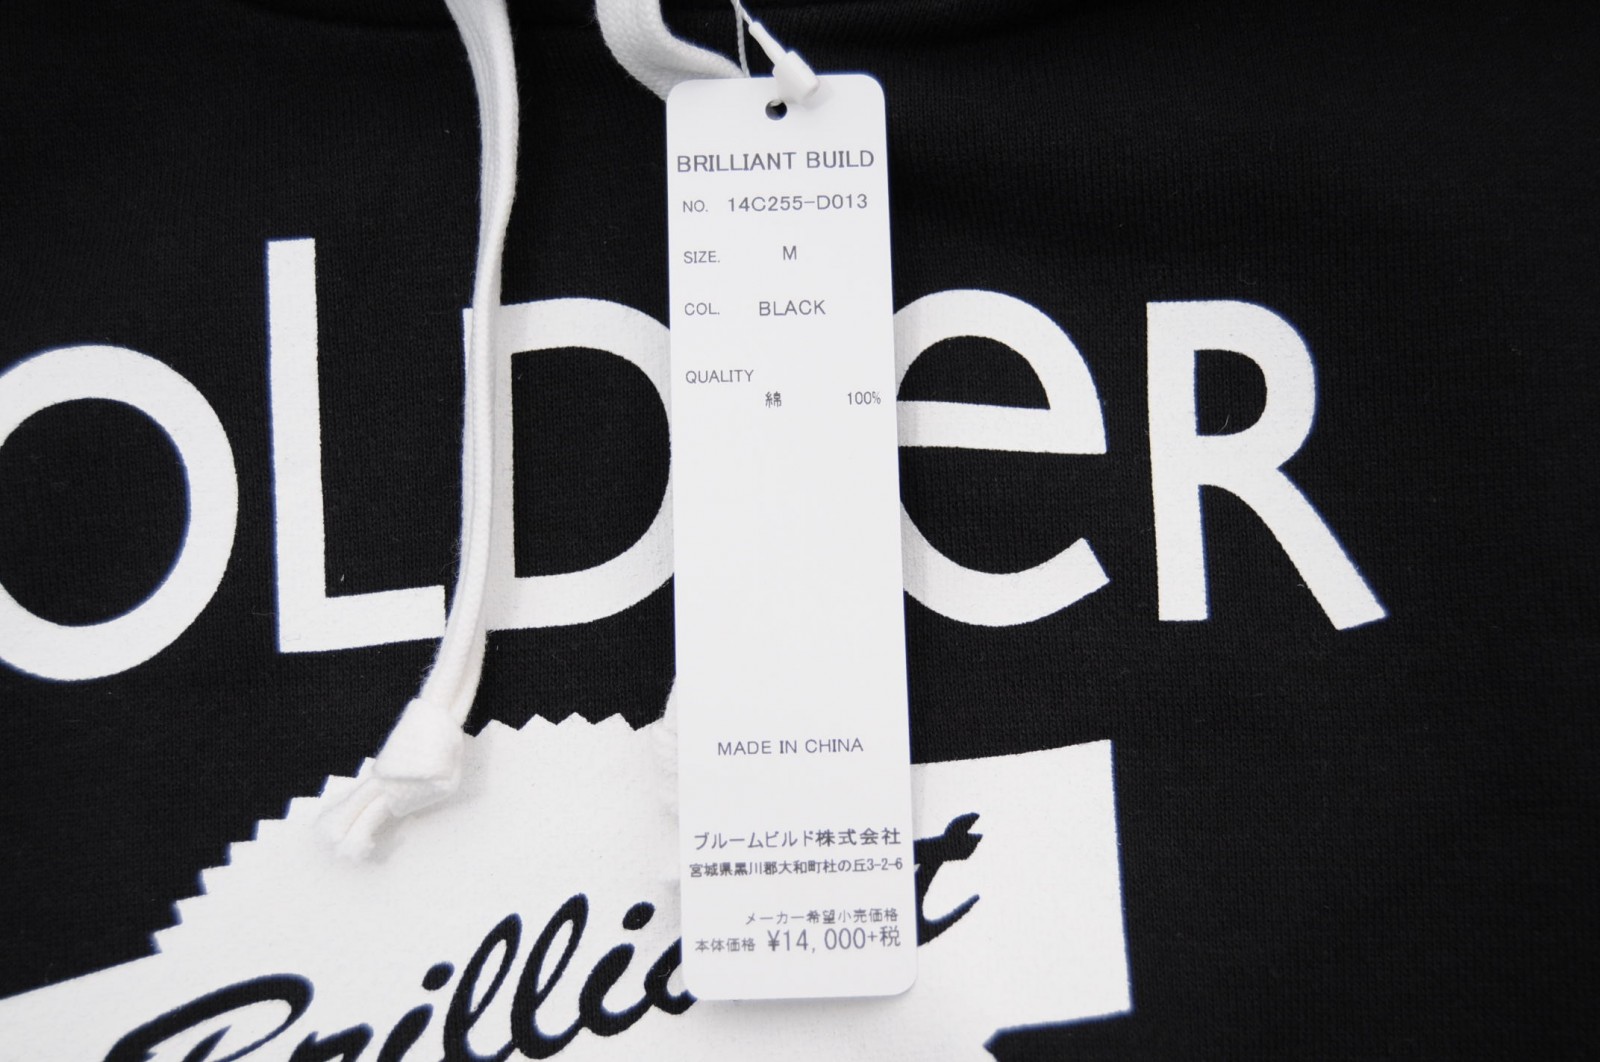 BRILLIANT BUILD
NO. 14C255-D013
SIZE. M
COL. BLACK
QUALITY
綿 100%
MADE IN CHINA
ブルームビルド株式会社
宮城県黒川郡大和町杜の丘3-2-6
メーカー希望小売価格
本体価格 ¥14,000+税
OLDER
Brilliant